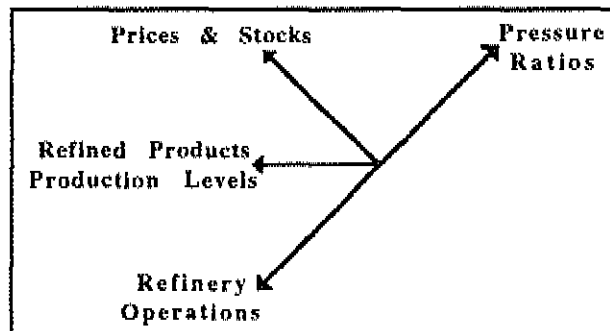 Prices & Stocks
Pressure
Ratios
Refined Products
Production Levels
Refinery
Operations